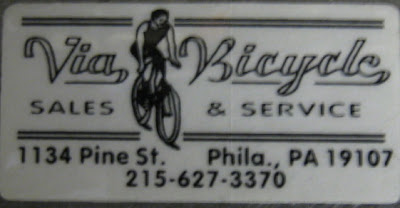 Via Bicycle
SALES & SERVICE
1134 Pine St. Phila., PA 19107
215-627-3370